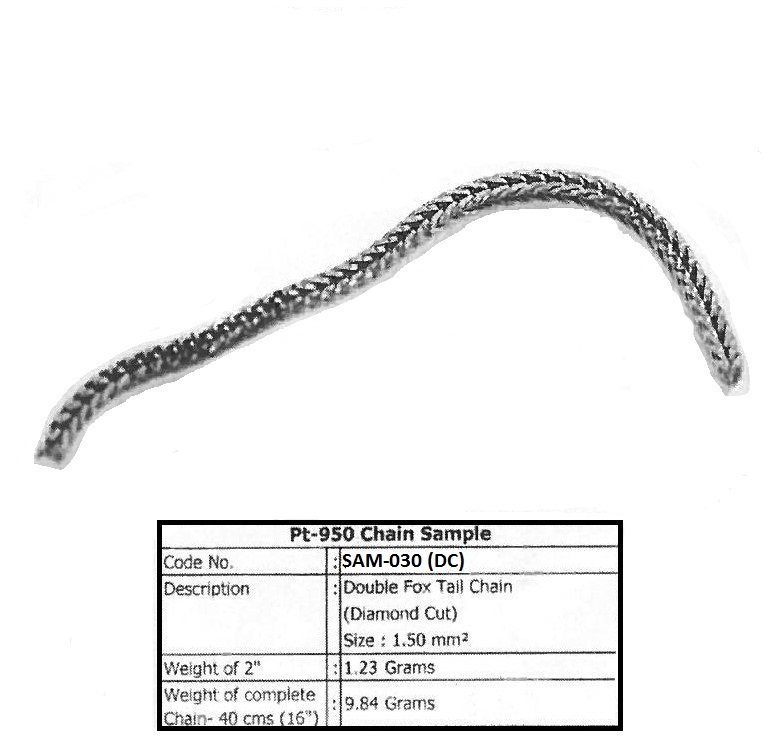 Pt-950 Chain Sample
Code No. : SAM-030 (DC)
Description : Double Fox Tail Chain
(Diamond Cut)
Size : 1.50 mm²
Weight of 2" : 1.23 Grams
Weight of complete
Chain- 40 cms (16") : 9.84 Grams